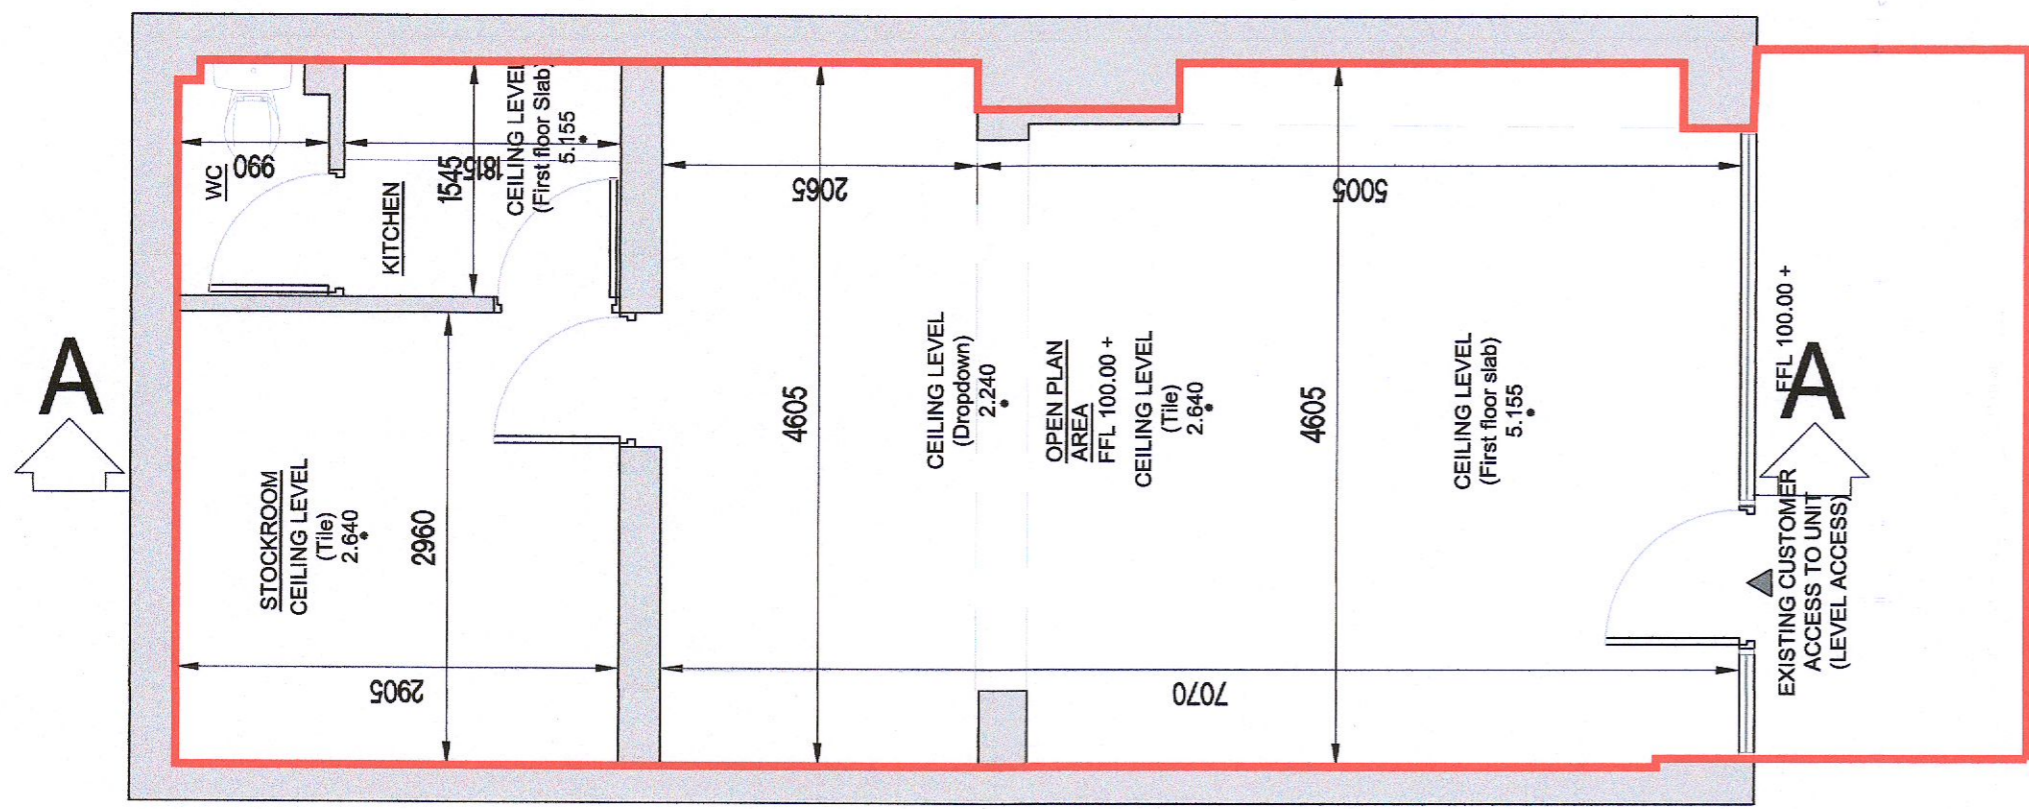 A
WC
990
KITCHEN
1545
1815
CEILING LEVEL
(First floor Slab)
5.155
STOCKROOM
CEILING LEVEL
(Tile)
2.640
2960
2905
2065
5005
4605
CEILING LEVEL
(Dropdown)
2.240
OPEN PLAN
AREA
FFL 100.00 +
CEILING LEVEL
(Tile)
2.640
4605
CEILING LEVEL
(First floor slab)
5.155
7070
FFL 100.00 +
A
EXISTING CUSTOMER
ACCESS TO UNIT
(LEVEL ACCESS)